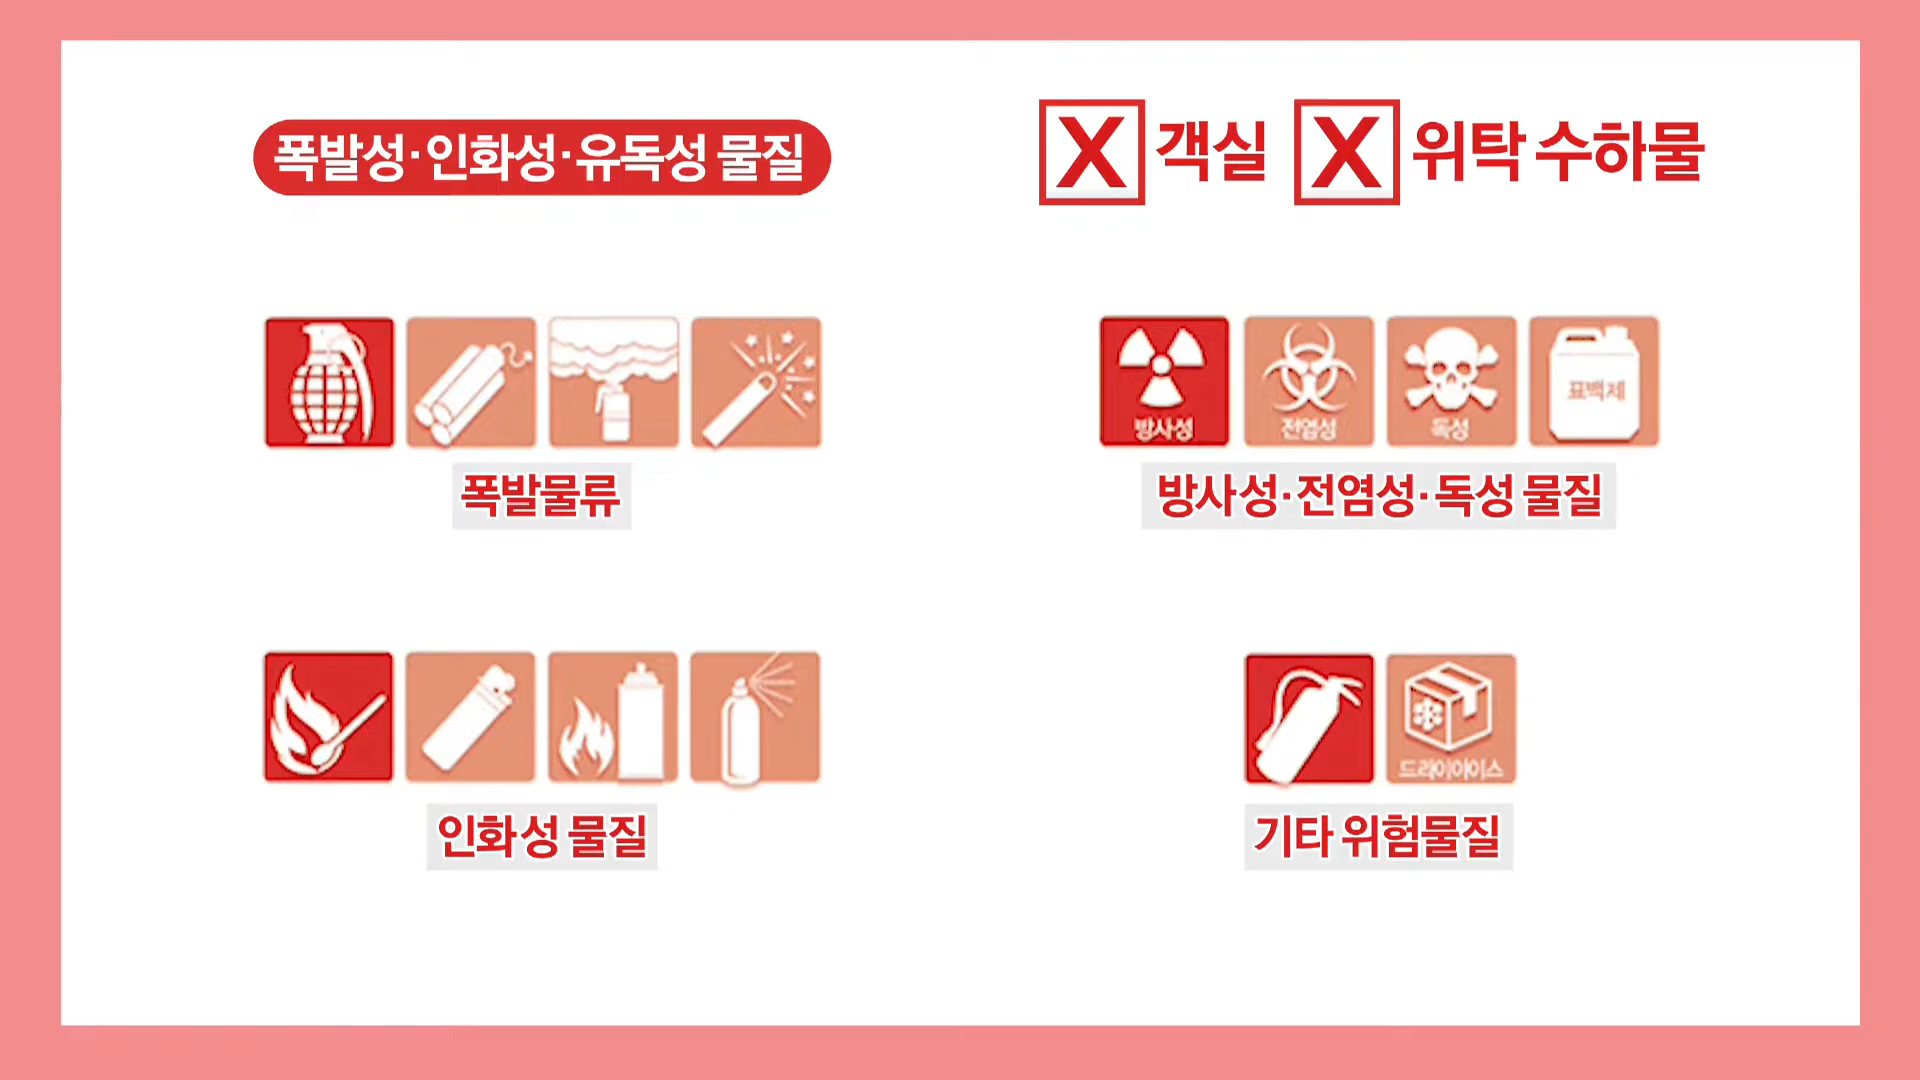 폭발성·인화성·유독성 물질
X 객실 X 위탁 수하물
폭발물류
방사성
전염성
독성
표백제
방사성·전염성·독성 물질
인화성 물질
드라이아이스
기타 위험물질